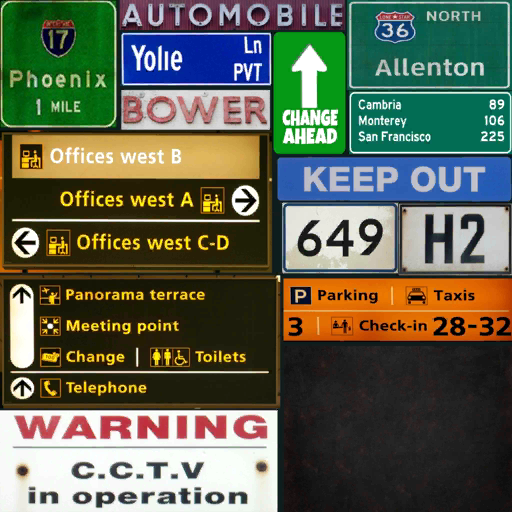 17
Phoenix
1 MILE
AUTOMOBILE
Yolie Ln
PVT
BOWER
CHANGE
AHEAD
36
NORTH
Allenton
Cambria 89
Monterey 106
San Francisco 225
Offices west B
Offices west A
Offices west C-D
KEEP OUT
649
H2
Panorama terrace
Meeting point
Change | Toilets
Telephone
P Parking | Taxis
3 | Check-in 28-32
WARNING
C.C.T.V
in operation